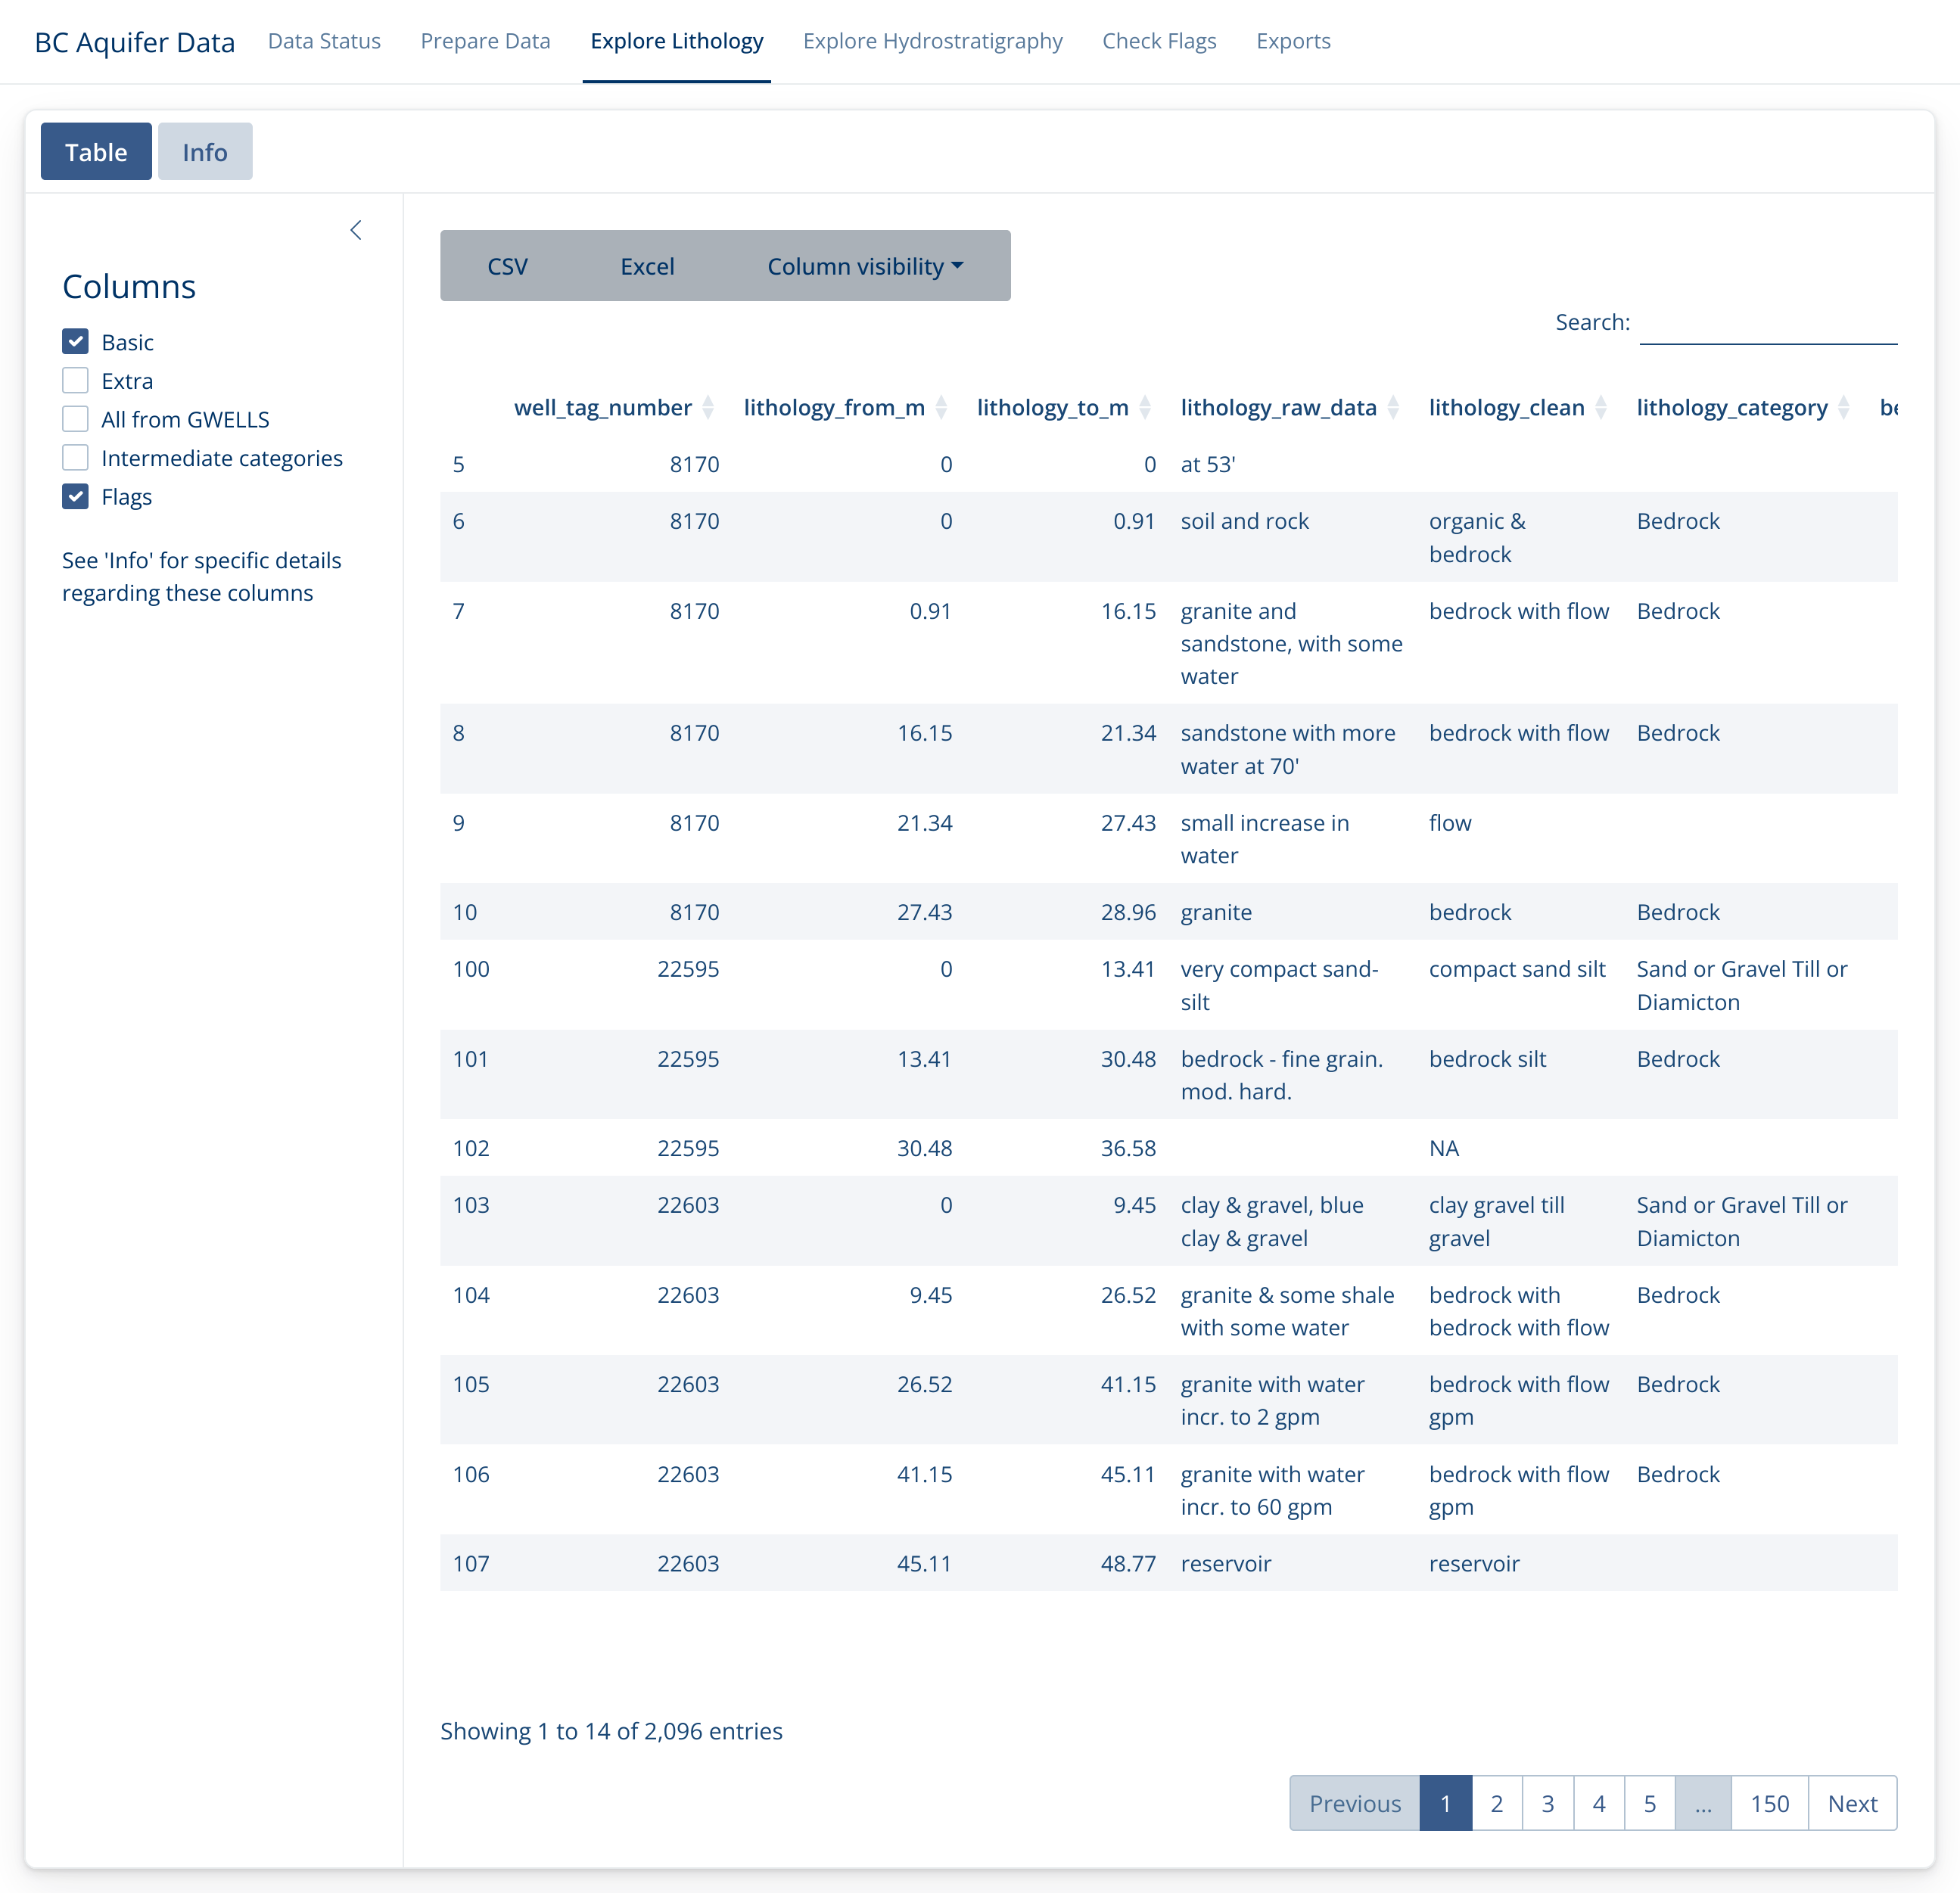 BC Aquifer Data Data Status Prepare Data Explore Lithology Explore Hydrostratigraphy Check Flags Exports
Table Info
Columns
Basic
Extra
All from GWELLS
Intermediate categories
Flags
See 'Info' for specific details
regarding these columns
CSV Excel Column visibility
Search:
well_tag_number lithology_from_m lithology_to_m lithology_raw_data lithology_clean lithology_category be
5 8170 0 0 at 53'
6 8170 0 0.91 soil and rock organic & Bedrock
bedrock
7 8170 0.91 16.15 granite and bedrock with flow Bedrock
sandstone, with some
water
8 8170 16.15 21.34 sandstone with more bedrock with flow Bedrock
water at 70'
9 8170 21.34 27.43 small increase in flow
water
10 8170 27.43 28.96 granite bedrock Bedrock
100 22595 0 13.41 very compact sand- compact sand silt Sand or Gravel Till or
silt Diamicton
101 22595 13.41 30.48 bedrock - fine grain. bedrock silt Bedrock
mod. hard.
102 22595 30.48 36.58 NA
103 22603 0 9.45 clay & gravel, blue clay gravel till Sand or Gravel Till or
clay & gravel gravel Diamicton
104 22603 9.45 26.52 granite & some shale bedrock with Bedrock
with some water bedrock with flow
105 22603 26.52 41.15 granite with water bedrock with flow Bedrock
incr. to 2 gpm gpm
106 22603 41.15 45.11 granite with water bedrock with flow Bedrock
incr. to 60 gpm gpm
107 22603 45.11 48.77 reservoir reservoir
Showing 1 to 14 of 2,096 entries
Previous 1 2 3 4 5 ... 150 Next